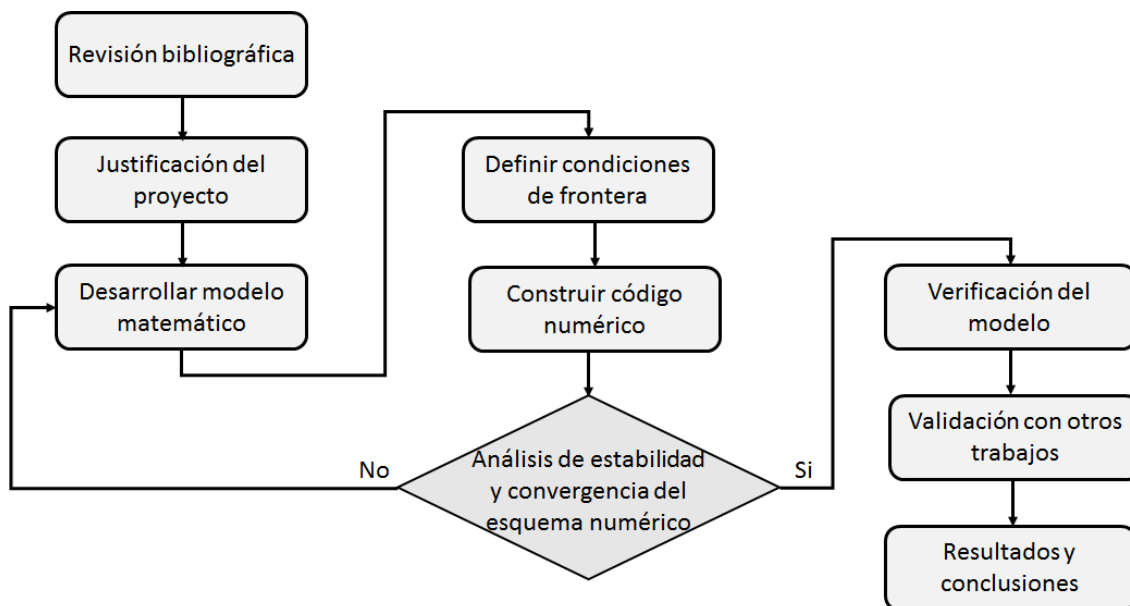 Revisión bibliográfica
Justificación del
proyecto
Desarrollar modelo
matemático
Definir condiciones
de frontera
Construir código
numérico
Análisis de estabilidad
y convergencia del
esquema numérico
No
Si
Verificación del
modelo
Validación con otros
trabajos
Resultados y
conclusiones